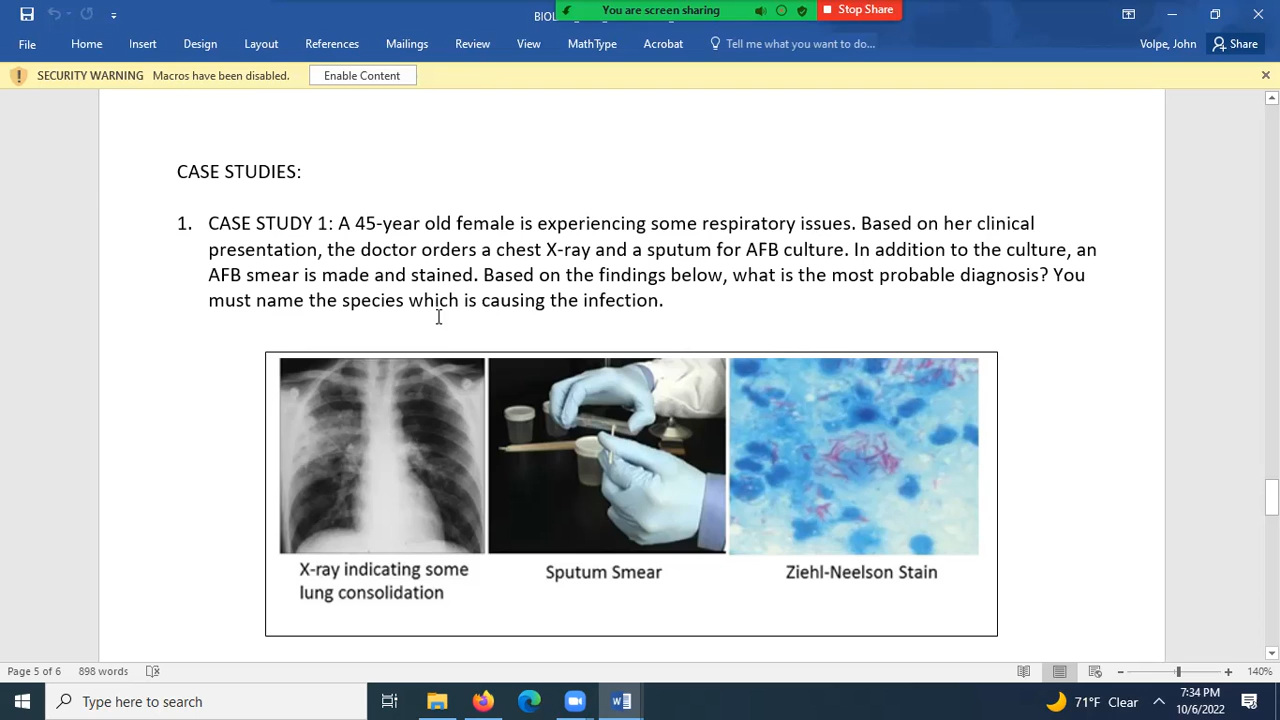 You are screen sharing
Stop Share
BIOL
File Home Insert Design Layout References Mailings Review View MathType Acrobat Tell me what you want to do... Volpe, John Share
SECURITY WARNING Macros have been disabled. Enable Content
CASE STUDIES:
1. CASE STUDY 1: A 45-year old female is experiencing some respiratory issues. Based on her clinical
presentation, the doctor orders a chest X-ray and a sputum for AFB culture. In addition to the culture, an
AFB smear is made and stained. Based on the findings below, what is the most probable diagnosis? You
must name the species which is causing the infection.
X-ray indicating some
lung consolidation
Sputum Smear
Ziehl-Neelson Stain
Page 5 of 6 898 words 140%
Type here to search 71°F Clear 7:34 PM
10/6/2022